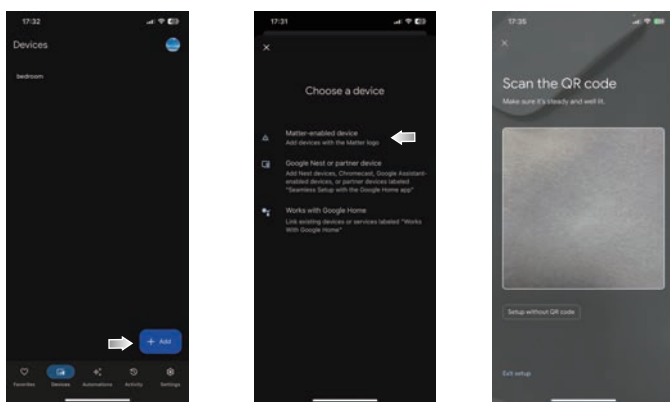 17:32
Devices
bedroom
+ Add
Favorites Devices Automations Activity Settings
17:31
Choose a device
Matter-enabled device
Add devices with the Matter logo
Google Nest or partner device
Add Nest devices, Chromecast, Google Assistant-
enabled devices, or partner devices labeled
"Seamless Setup with the Google Home app"
Works with Google Home
Link existing devices or services labeled "Works
With Google Home"
17:35
Scan the QR code
Make sure it's steady and well lit.
Setup without QR code
Exit setup